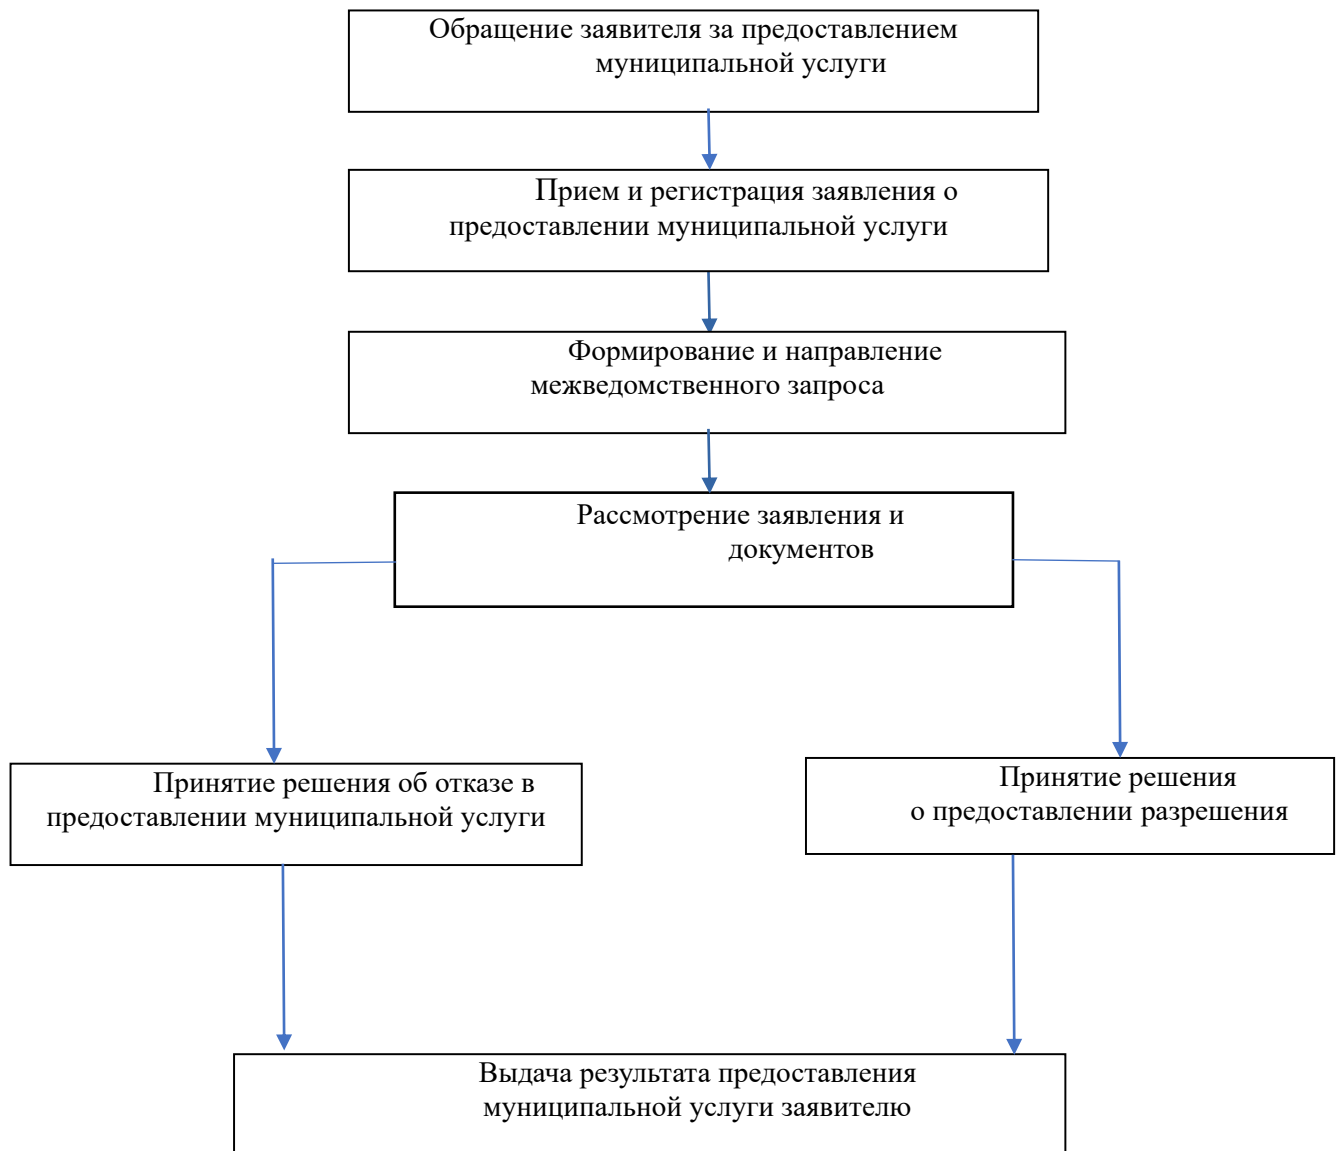 Обращение заявителя за предоставлением
муниципальной услуги
Прием и регистрация заявления о
предоставлении муниципальной услуги
Формирование и направление
межведомственного запроса
Рассмотрение заявления и
документов
Принятие решения об отказе в
предоставлении муниципальной услуги
Принятие решения
о предоставлении разрешения
Выдача результата предоставления
муниципальной услуги заявителю